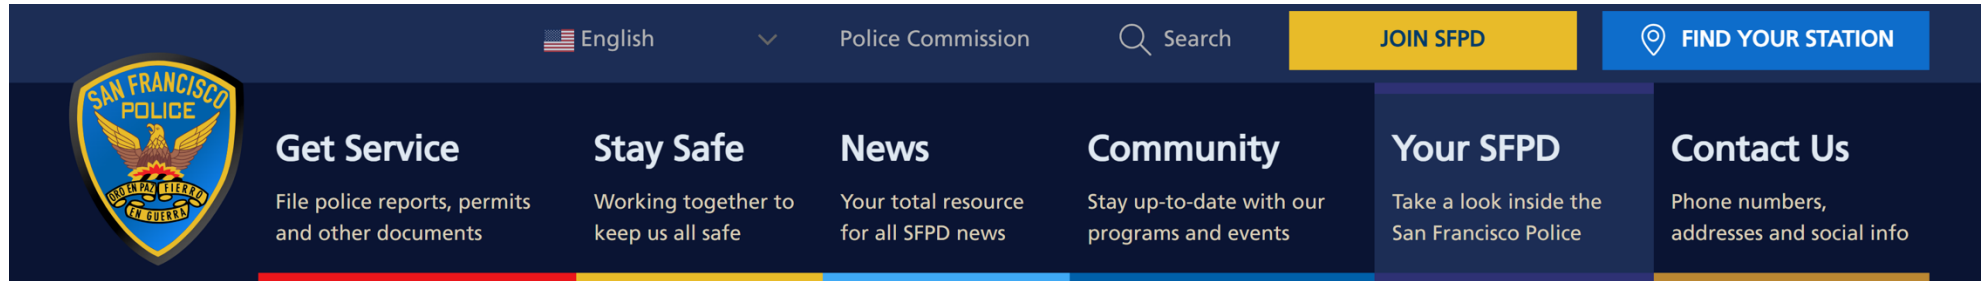 English
Police Commission
Search
JOIN SFPD
FIND YOUR STATION
SAN FRANCISCO
POLICE
ORO EN PAZ FIERRO
EN GUERRA
Get Service
File police reports, permits
and other documents
Stay Safe
Working together to
keep us all safe
News
Your total resource
for all SFPD news
Community
Stay up-to-date with our
programs and events
Your SFPD
Take a look inside the
San Francisco Police
Contact Us
Phone numbers,
addresses and social info